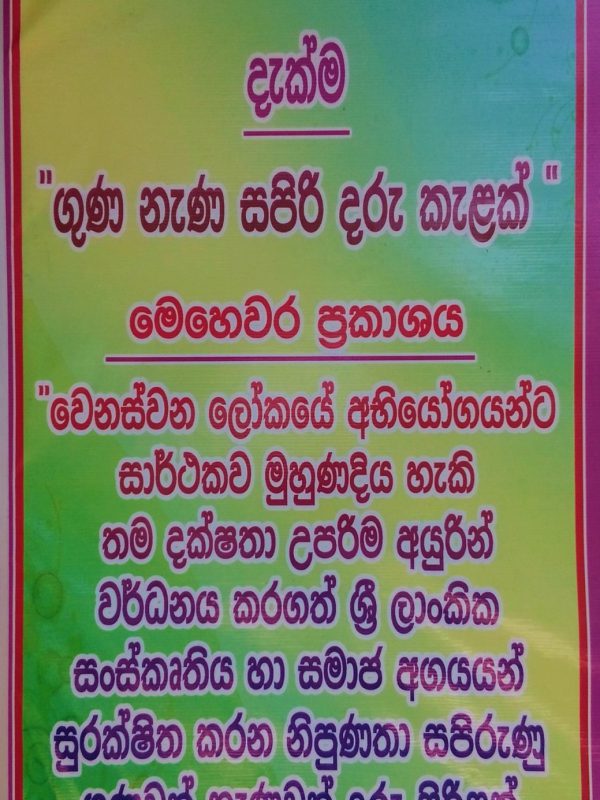 දැක්ම
"ගුණ නැණ සපිරි දරු කැළක් "
මෙහෙවර ප්‍රකාශය
"වෙනස්වන ලෝකයේ අභියෝගයන්ට
සාර්ථකව මුහුණදිය හැකි
තම දක්ෂතා උපරිම අයුරින්
වර්ධනය කරගත් ශ්‍රී ලාංකික
සංස්කෘතිය හා සමාජ අගයයන්
සුරක්ෂිත කරන නිපුණතා සපිරුණු